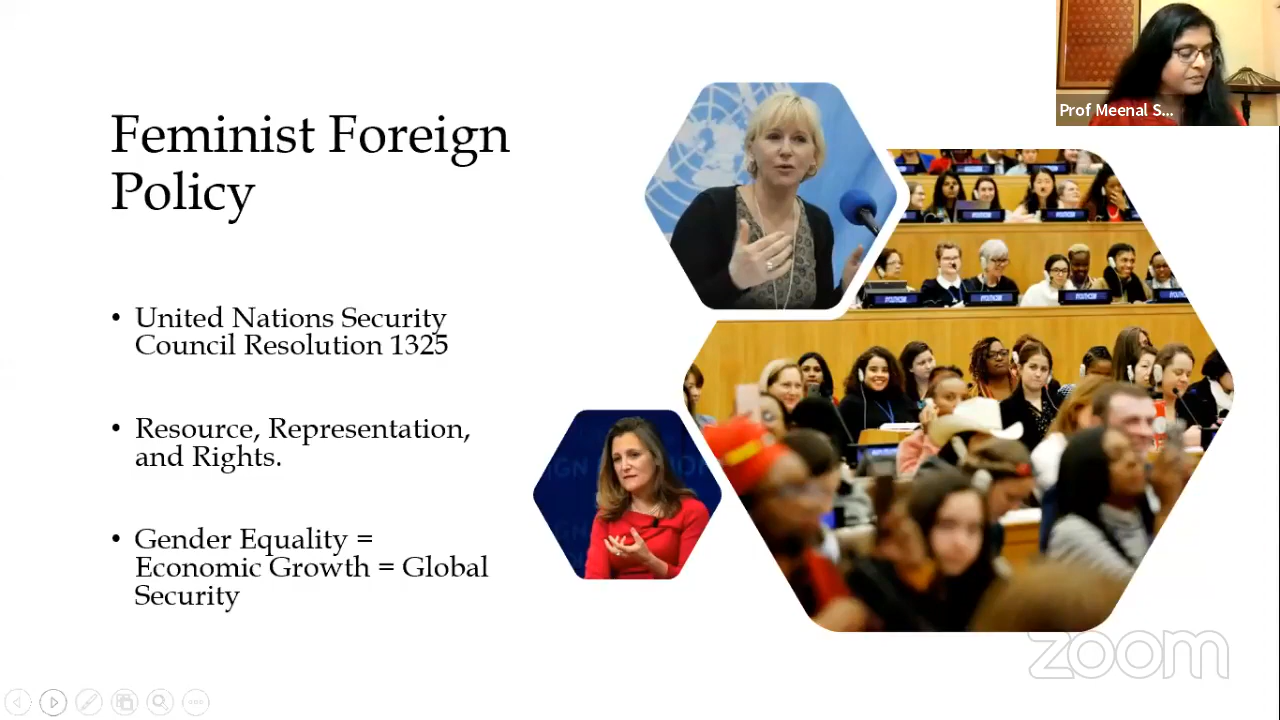 Prof Meenal S...
Feminist Foreign
Policy
• United Nations Security
Council Resolution 1325
• Resource, Representation,
and Rights.
• Gender Equality =
Economic Growth = Global
Security
zoom